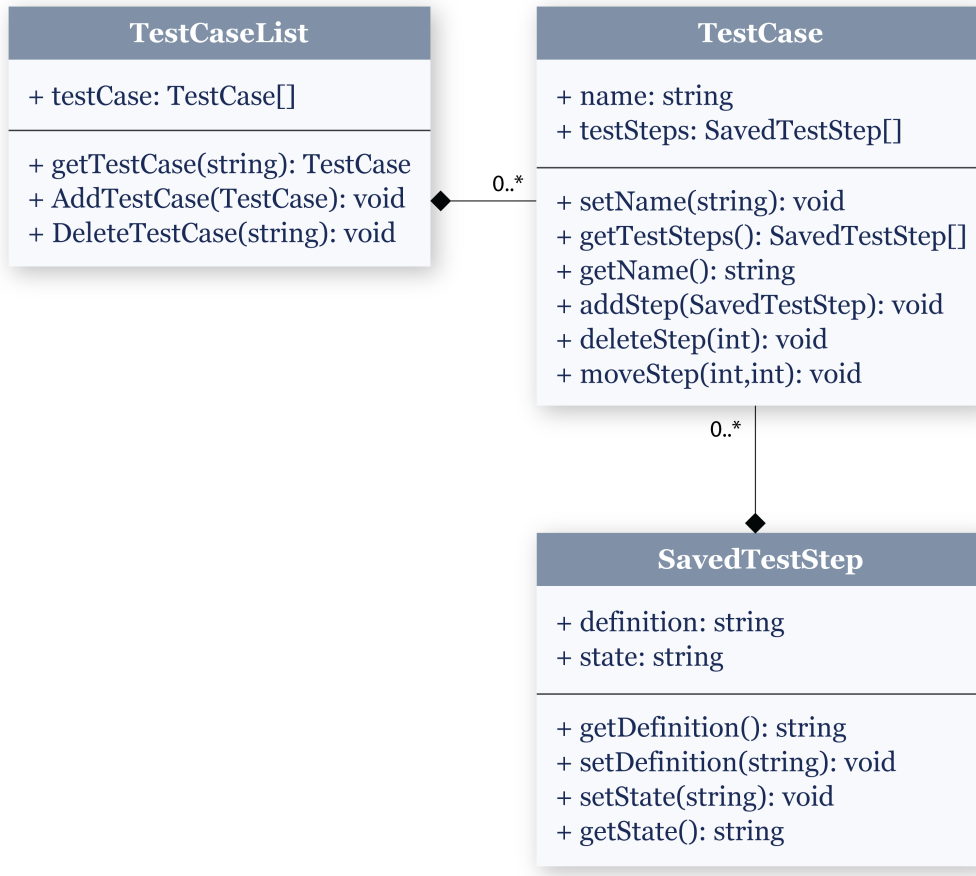 TestCaseList
+ testCase: TestCase[]
+ getTestCase(string): TestCase
+ AddTestCase(TestCase): void
+ DeleteTestCase(string): void
0..*
TestCase
+ name: string
+ testSteps: SavedTestStep[]
+ setName(string): void
+ getTestSteps(): SavedTestStep[]
+ getName(): string
+ addStep(SavedTestStep): void
+ deleteStep(int): void
+ moveStep(int,int): void
0..*
SavedTestStep
+ definition: string
+ state: string
+ getDefinition(): string
+ setDefinition(string): void
+ setState(string): void
+ getState(): string